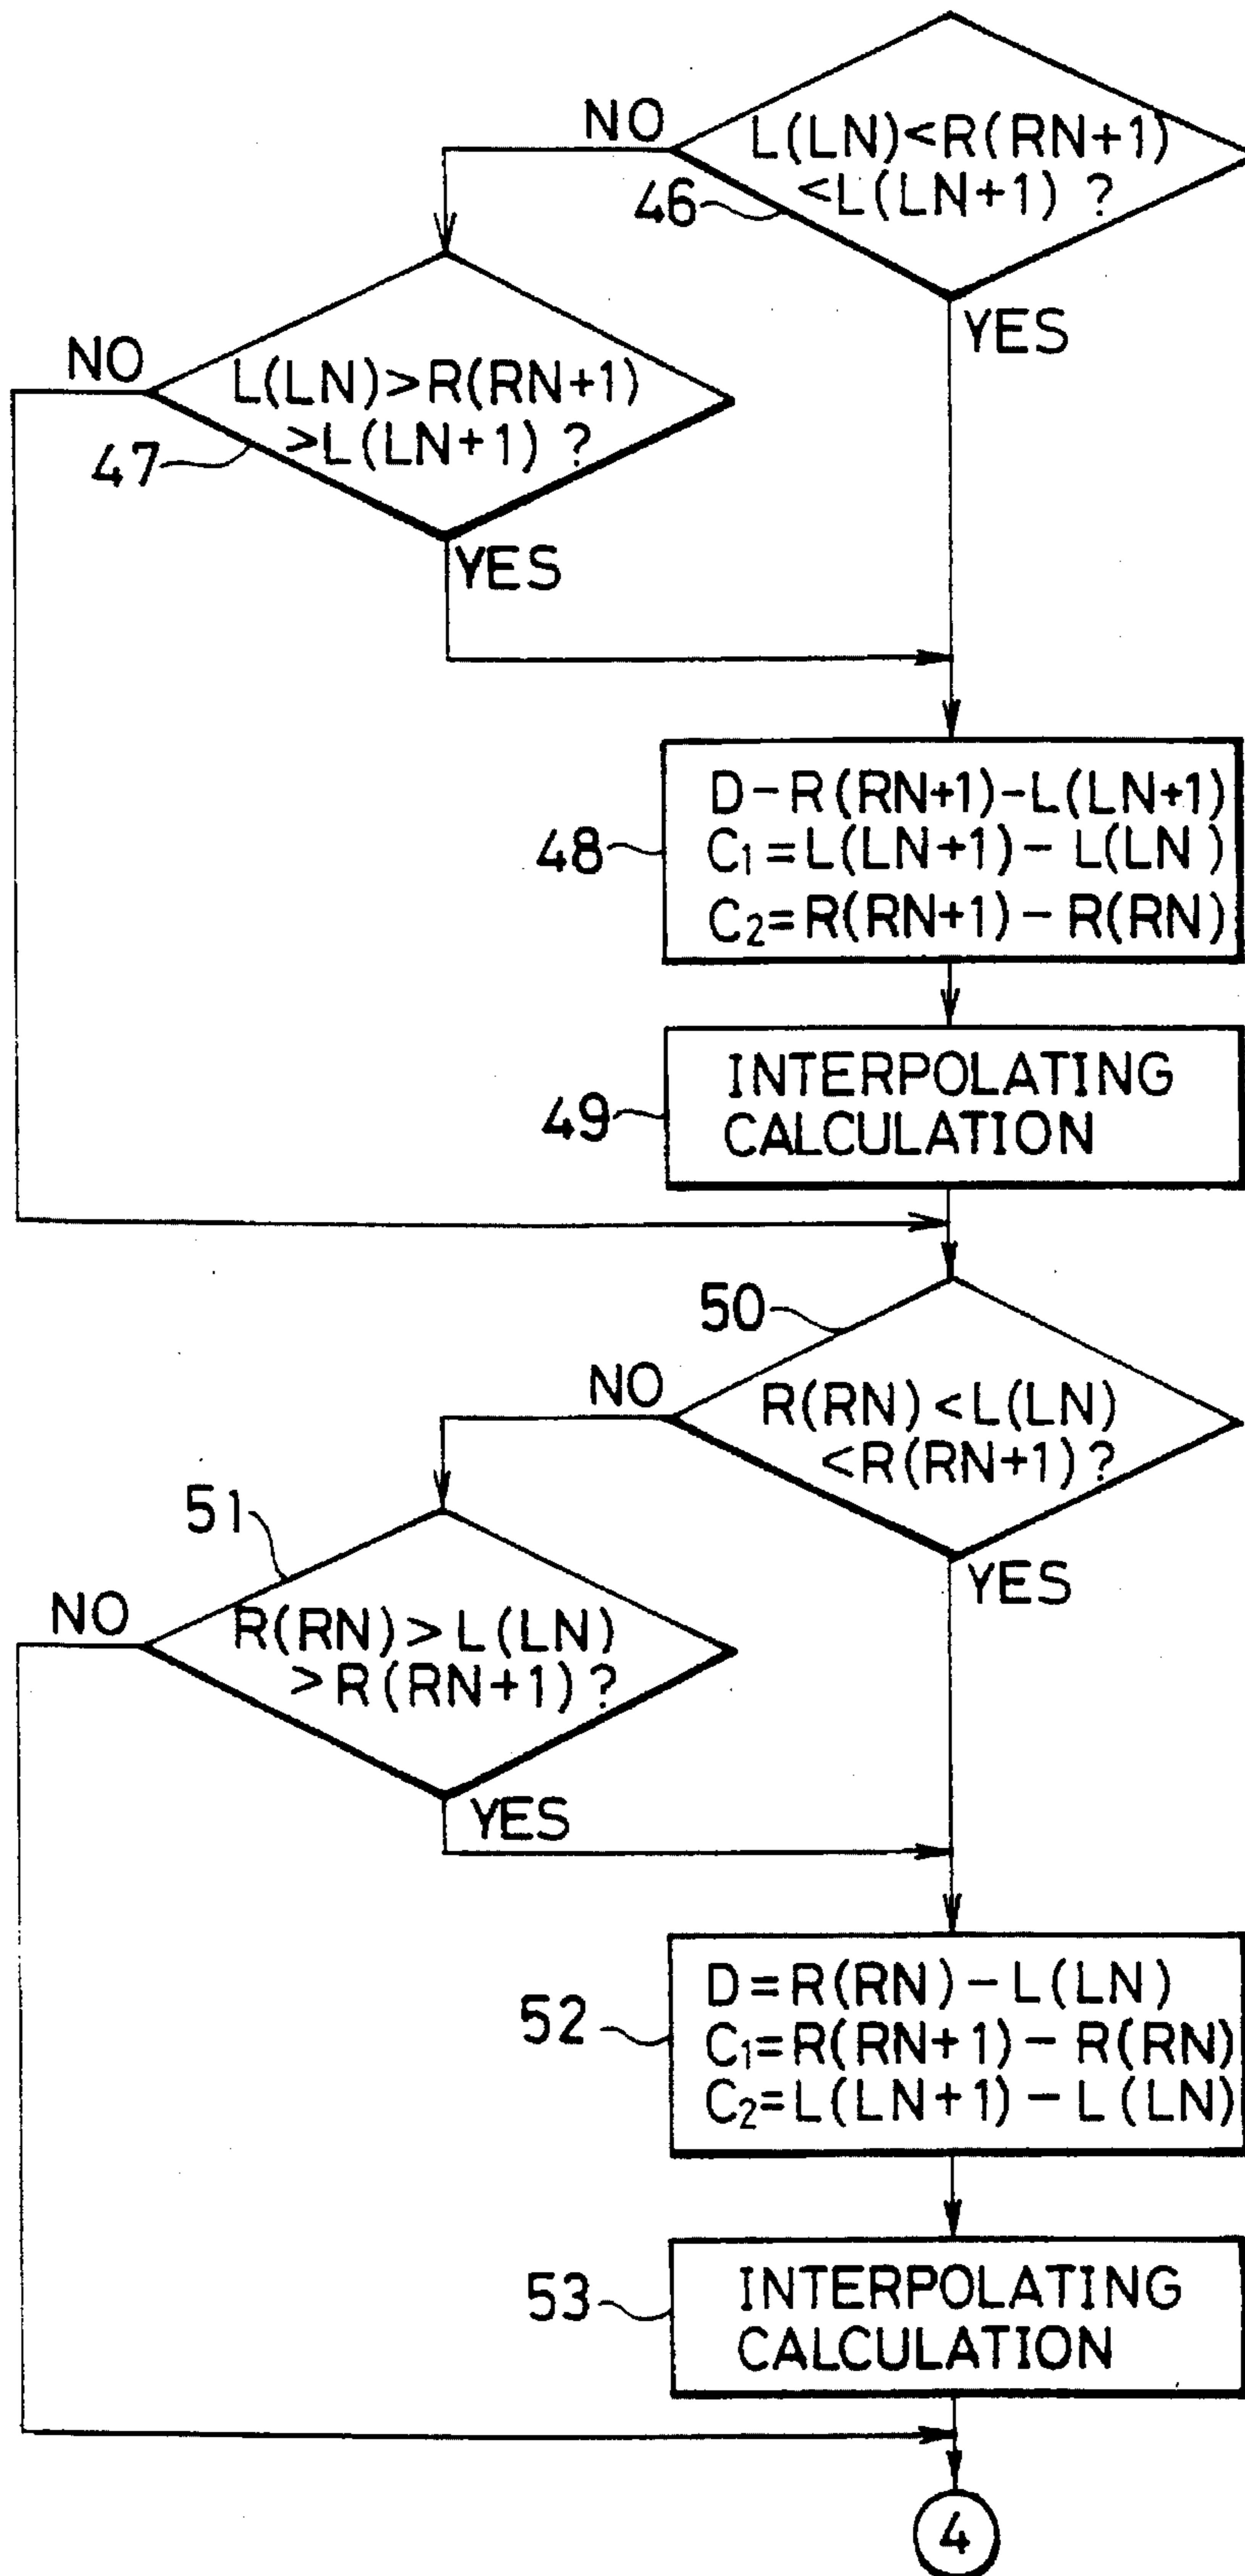 L(LN)<R(RN+1)
<L(LN+1) ?
NO
46
YES
L(LN)>R(RN+1)
>L(LN+1) ?
NO
47
YES
D-R(RN+1)-L(LN+1)
C1=L(LN+1)- L(LN)
C2=R(RN+1)- R(RN)
48
INTERPOLATING
CALCULATION
49
50
NO
R(RN)<L(LN)
<R(RN+1)?
YES
51
NO
R(RN)>L(LN)
>R(RN+1)?
YES
D=R(RN)-L(LN)
C1=R(RN+1)- R(RN)
C2=L(LN+1)- L(LN)
52
INTERPOLATING
CALCULATION
53
4